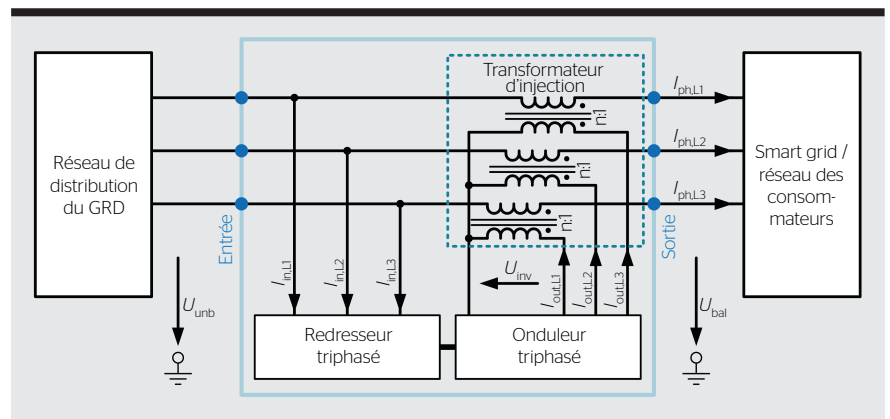 Transformateur
d'injection
Iph,L1
n:1
Iph,L2
n:1
Iph,L3
n:1
Réseau de
distribution
du GRD
Smart grid /
réseau des
consom-
mateurs
Entrée
Sortie
Uunb
Iin,L1
Iin,L2
Iin,L3
Uinv
Iout,L1
Iout,L2
Iout,L3
Ubal
Redresseur
triphasé
Onduleur
triphasé